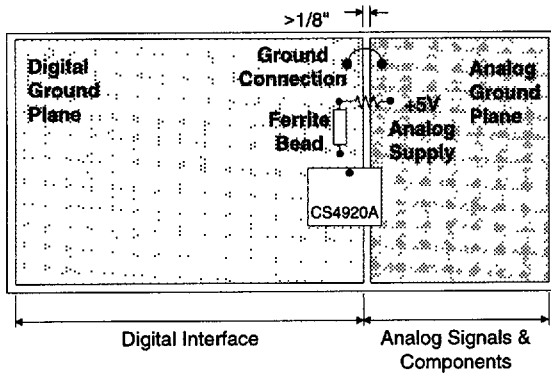 >1/8"
Digital
Ground
Plane
Ground
Connection
Analog
Ground
Plane
Ferrite
Bead
+5V
Analog
Supply
CS4920A
Digital Interface
Analog Signals &
Components